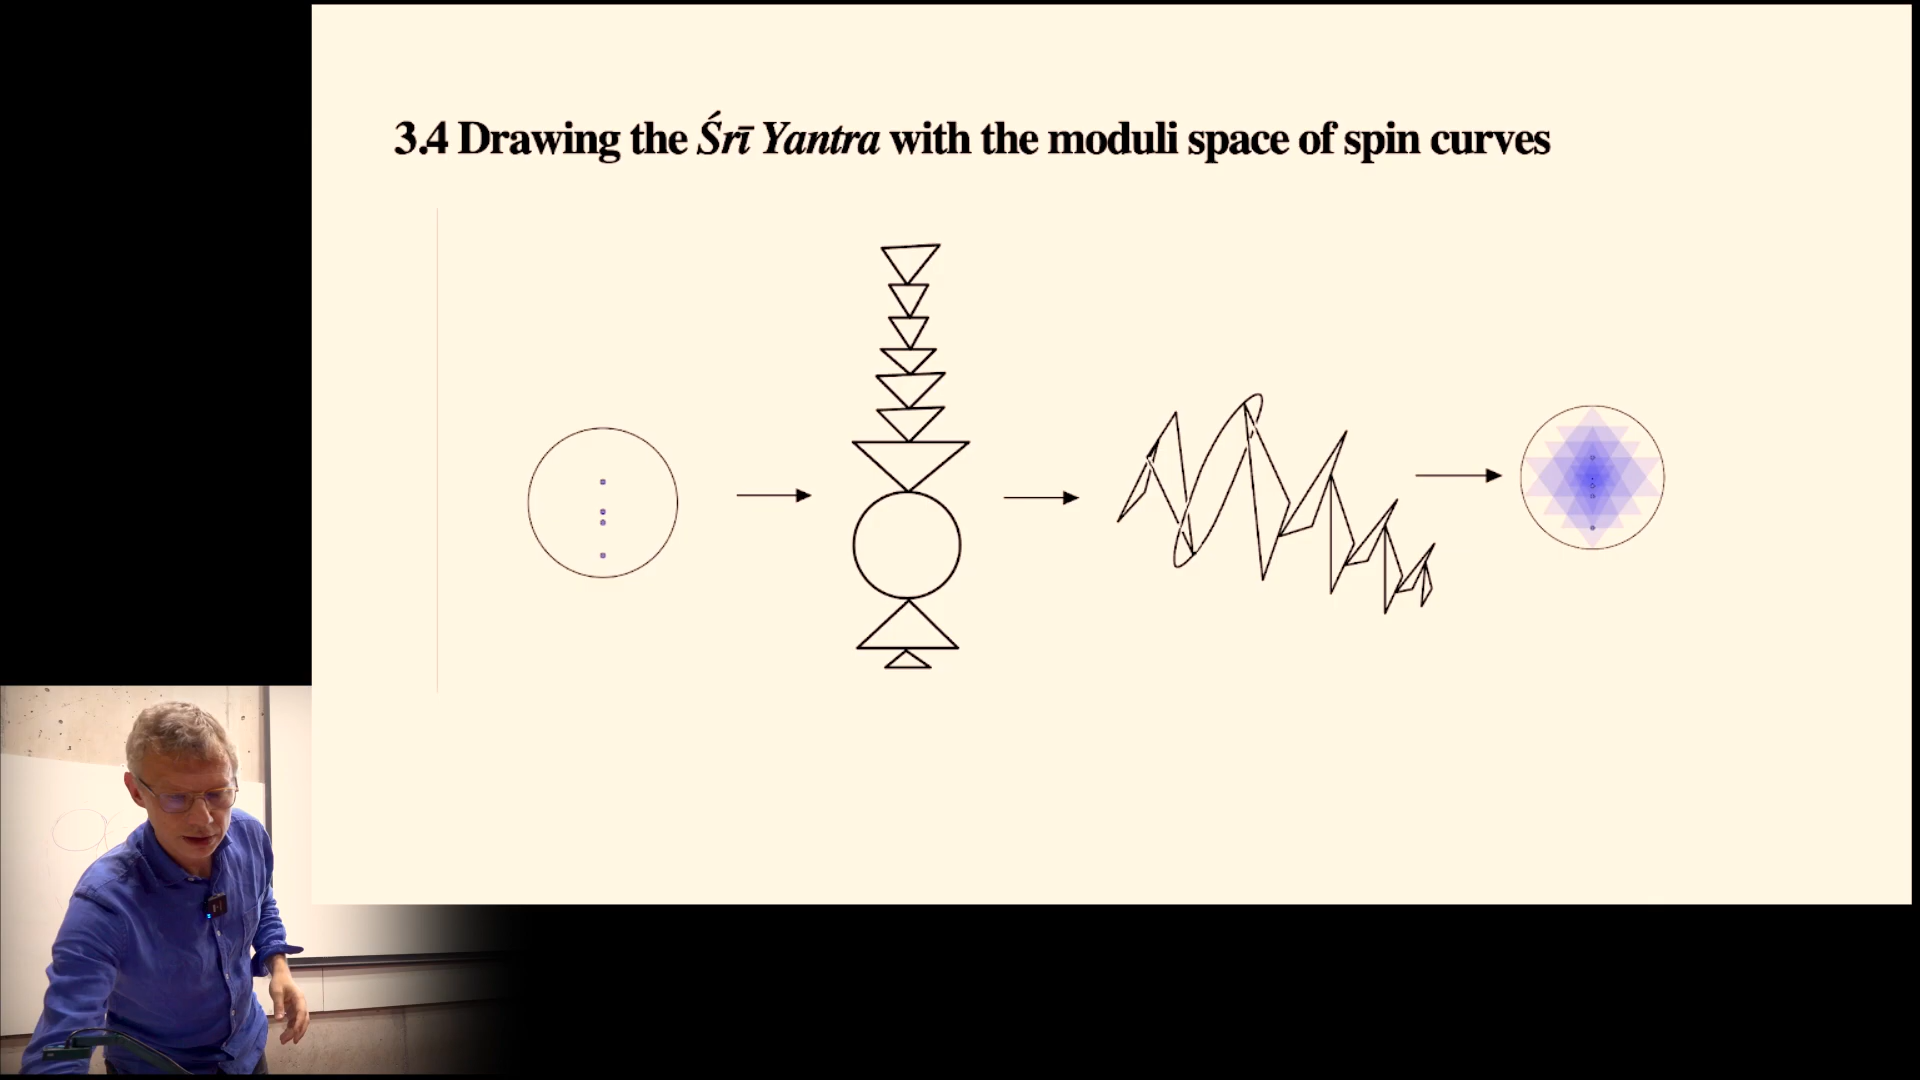 3.4 Drawing the Śrī Yantra with the moduli space of spin curves